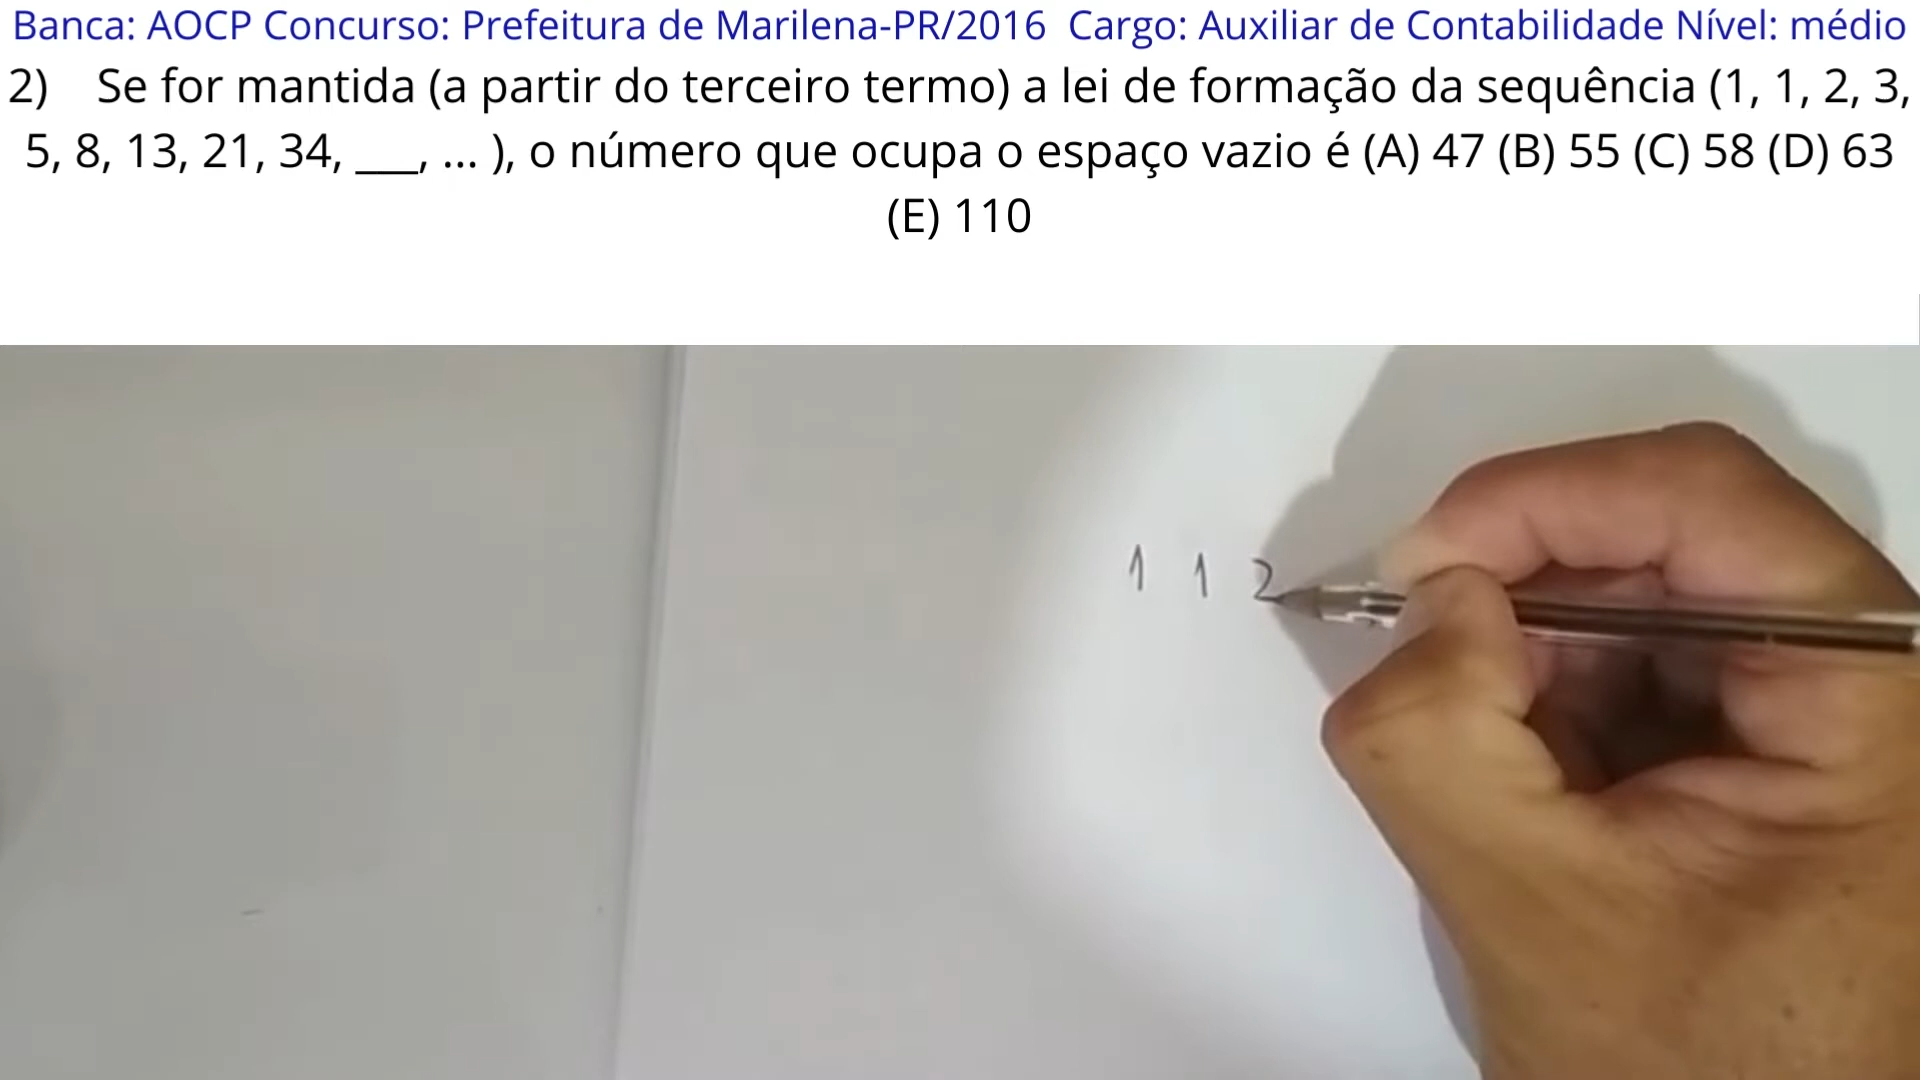 Banca: AOCP Concurso: Prefeitura de Marilena-PR/2016 Cargo: Auxiliar de Contabilidade Nível: médio
2) Se for mantida (a partir do terceiro termo) a lei de formação da sequência (1, 1, 2, 3,
5, 8, 13, 21, 34, ___, ... ), o número que ocupa o espaço vazio é (A) 47 (B) 55 (C) 58 (D) 63
(E) 110
1 1 2